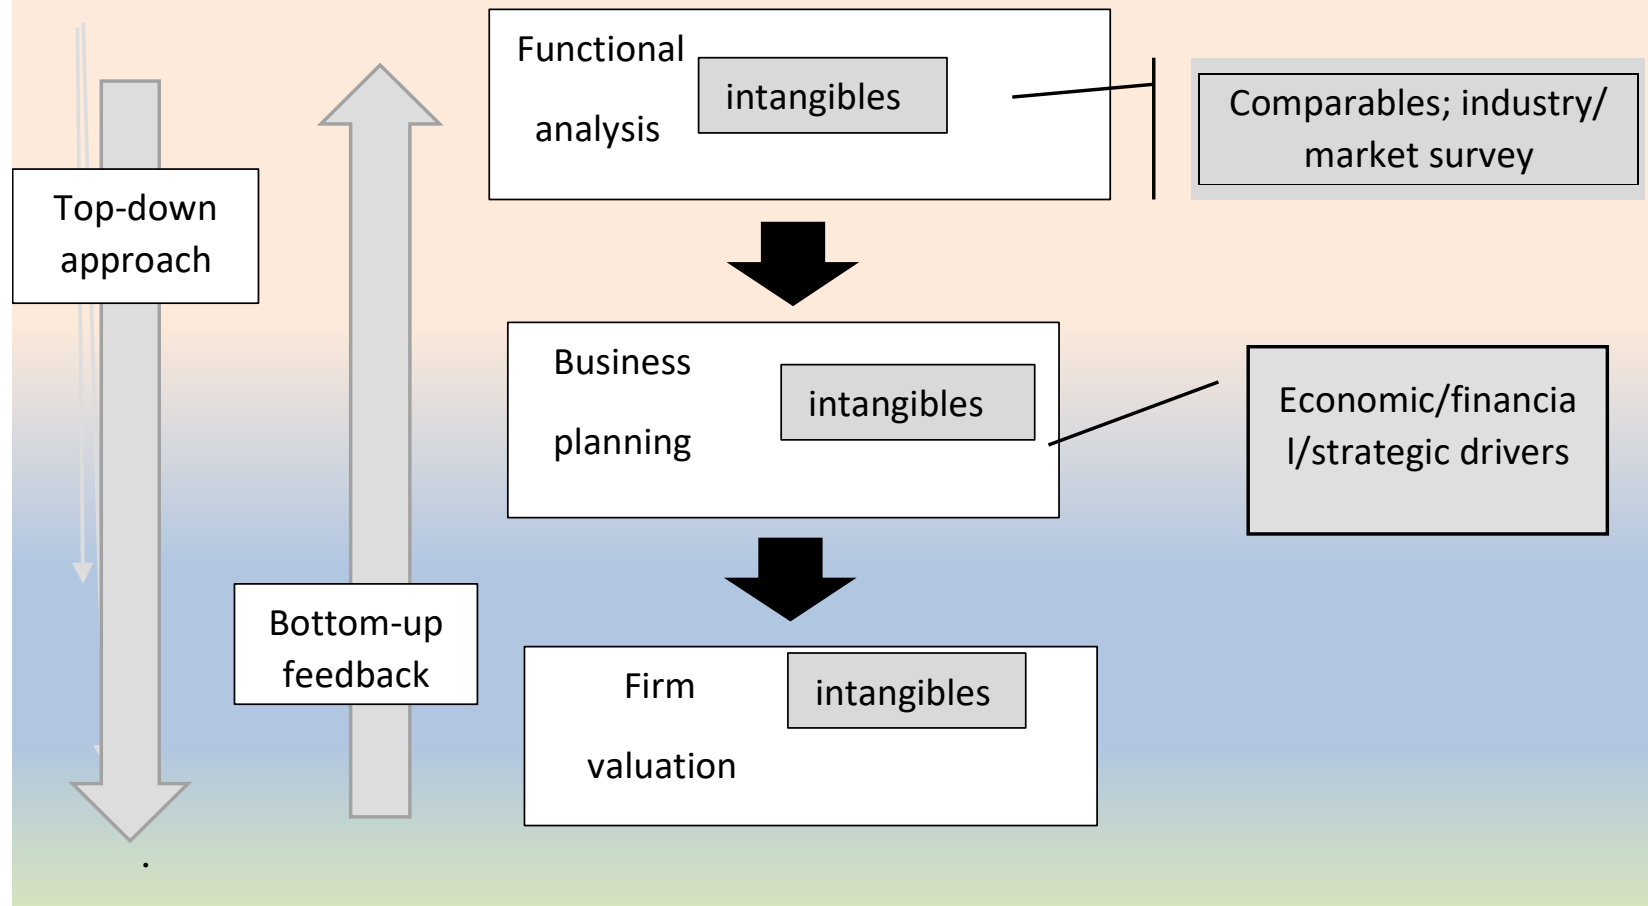 Functional
analysis
intangibles
Comparables; industry/
market survey
Top-down
approach
Business
planning
intangibles
Economic/financia
l/strategic drivers
Bottom-up
feedback
Firm
valuation
intangibles
.